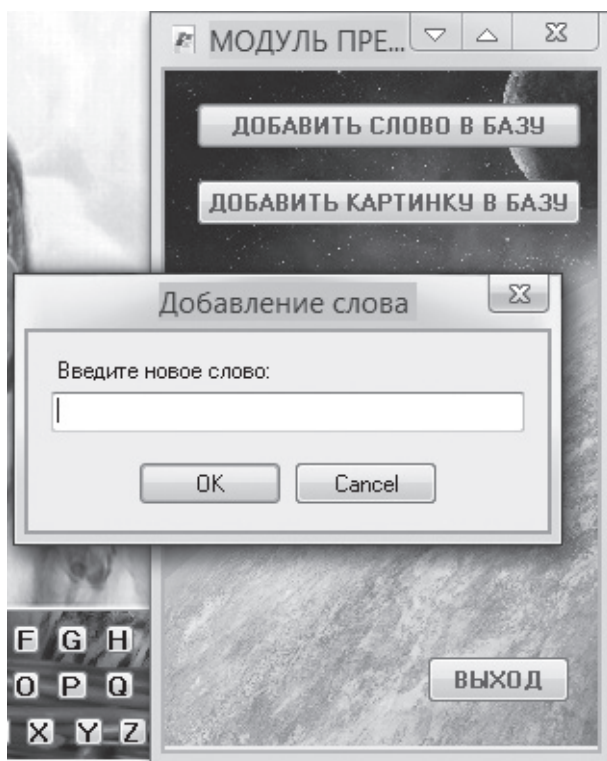 МОДУЛЬ ПРЕ...
ДОБАВИТЬ СЛОВО В БАЗУ
ДОБАВИТЬ КАРТИНКУ В БАЗУ
Добавление слова
Введите новое слово:
OK Cancel
F G H
O P Q
X Y Z
ВЫХОД